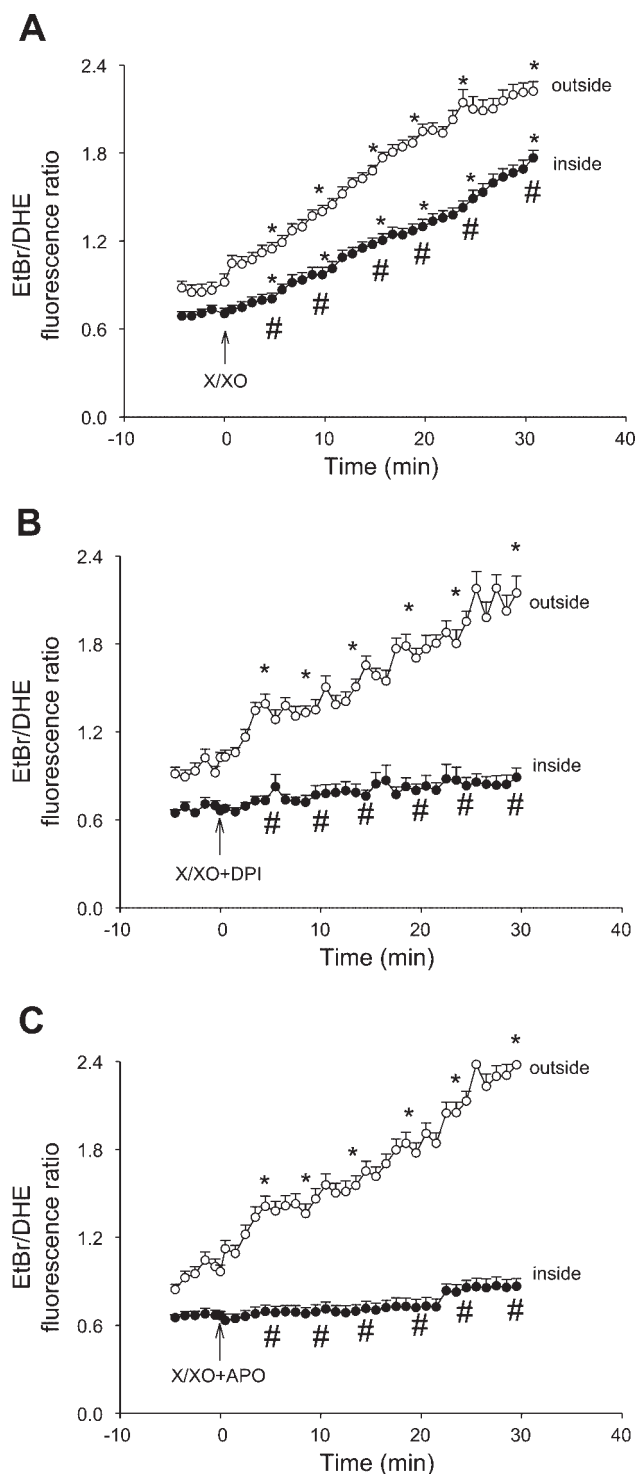 A
EtBr/DHE
fluorescence ratio
2.4
1.8
1.2
0.6
0.0
* * * * * * *
outside
* * * * * * *
inside
# # # # # #
X/XO
-10 0 10 20 30 40
Time (min)
B
EtBr/DHE
fluorescence ratio
2.4
1.8
1.2
0.6
0.0
* * * * * *
outside
inside
# # # # # #
X/XO+DPI
-10 0 10 20 30 40
Time (min)
C
EtBr/DHE
fluorescence ratio
2.4
1.8
1.2
0.6
0.0
* * * * * *
outside
inside
# # # # # #
X/XO+APO
-10 0 10 20 30 40
Time (min)